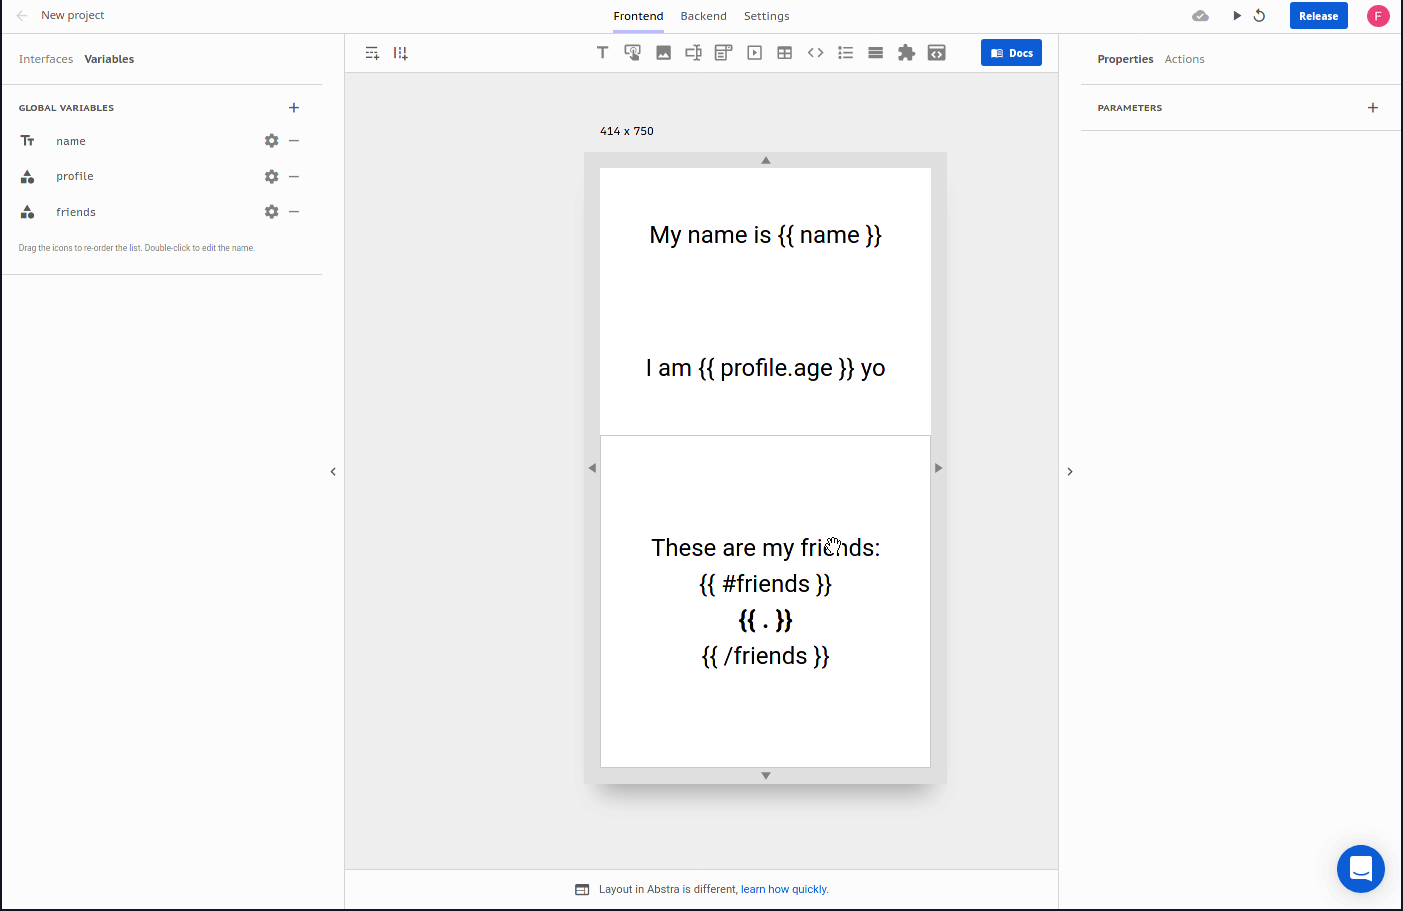 New project
Frontend Backend Settings
Release
F
Interfaces Variables
Docs
Properties Actions
GLOBAL VARIABLES
PARAMETERS
414 x 750
name
profile
friends
Drag the icons to re-order the list. Double-click to edit the name.
My name is {{ name }}
I am {{ profile.age }} yo
These are my friends:
{{ #friends }}
{{ . }}
{{ /friends }}
Layout in Abstra is different, learn how quickly.